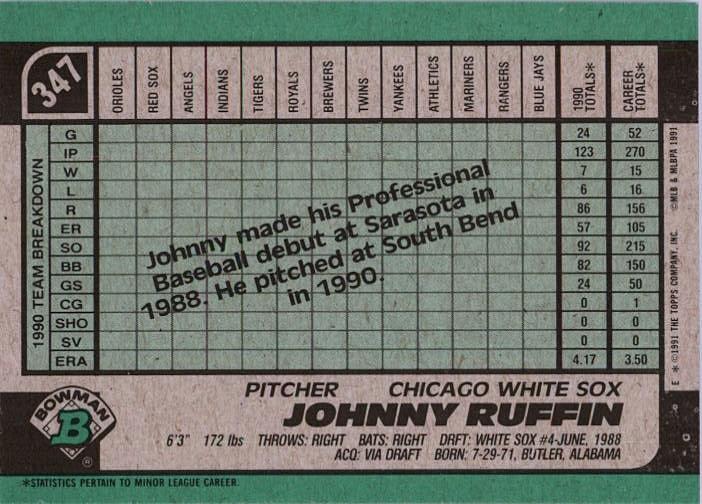 347
ORIOLES RED SOX ANGELS INDIANS TIGERS ROYALS BREWERS TWINS YANKEES ATHLETICS MARINERS RANGERS BLUE JAYS 1990 TOTALS* CAREER TOTALS*
1990 TEAM BREAKDOWN
G 24 52
IP 123 270
W 7 15
L 6 16
R 86 156
ER 57 105
SO 92 215
BB 82 150
GS 24 50
CG 0 1
SHO 0 0
SV 0 0
ERA 4.17 3.50
Johnny made his Professional
Baseball debut at Sarasota in
1988. He pitched at South Bend
in 1990.
E * ©1991 THE TOPPS COMPANY, INC. ©MLB & MLBPA 1991
PITCHER CHICAGO WHITE SOX
JOHNNY RUFFIN
6'3" 172 lbs THROWS: RIGHT BATS: RIGHT DRFT: WHITE SOX #4-JUNE, 1988
ACQ: VIA DRAFT BORN: 7-29-71, BUTLER, ALABAMA
BOWMAN
B
®
*STATISTICS PERTAIN TO MINOR LEAGUE CAREER.